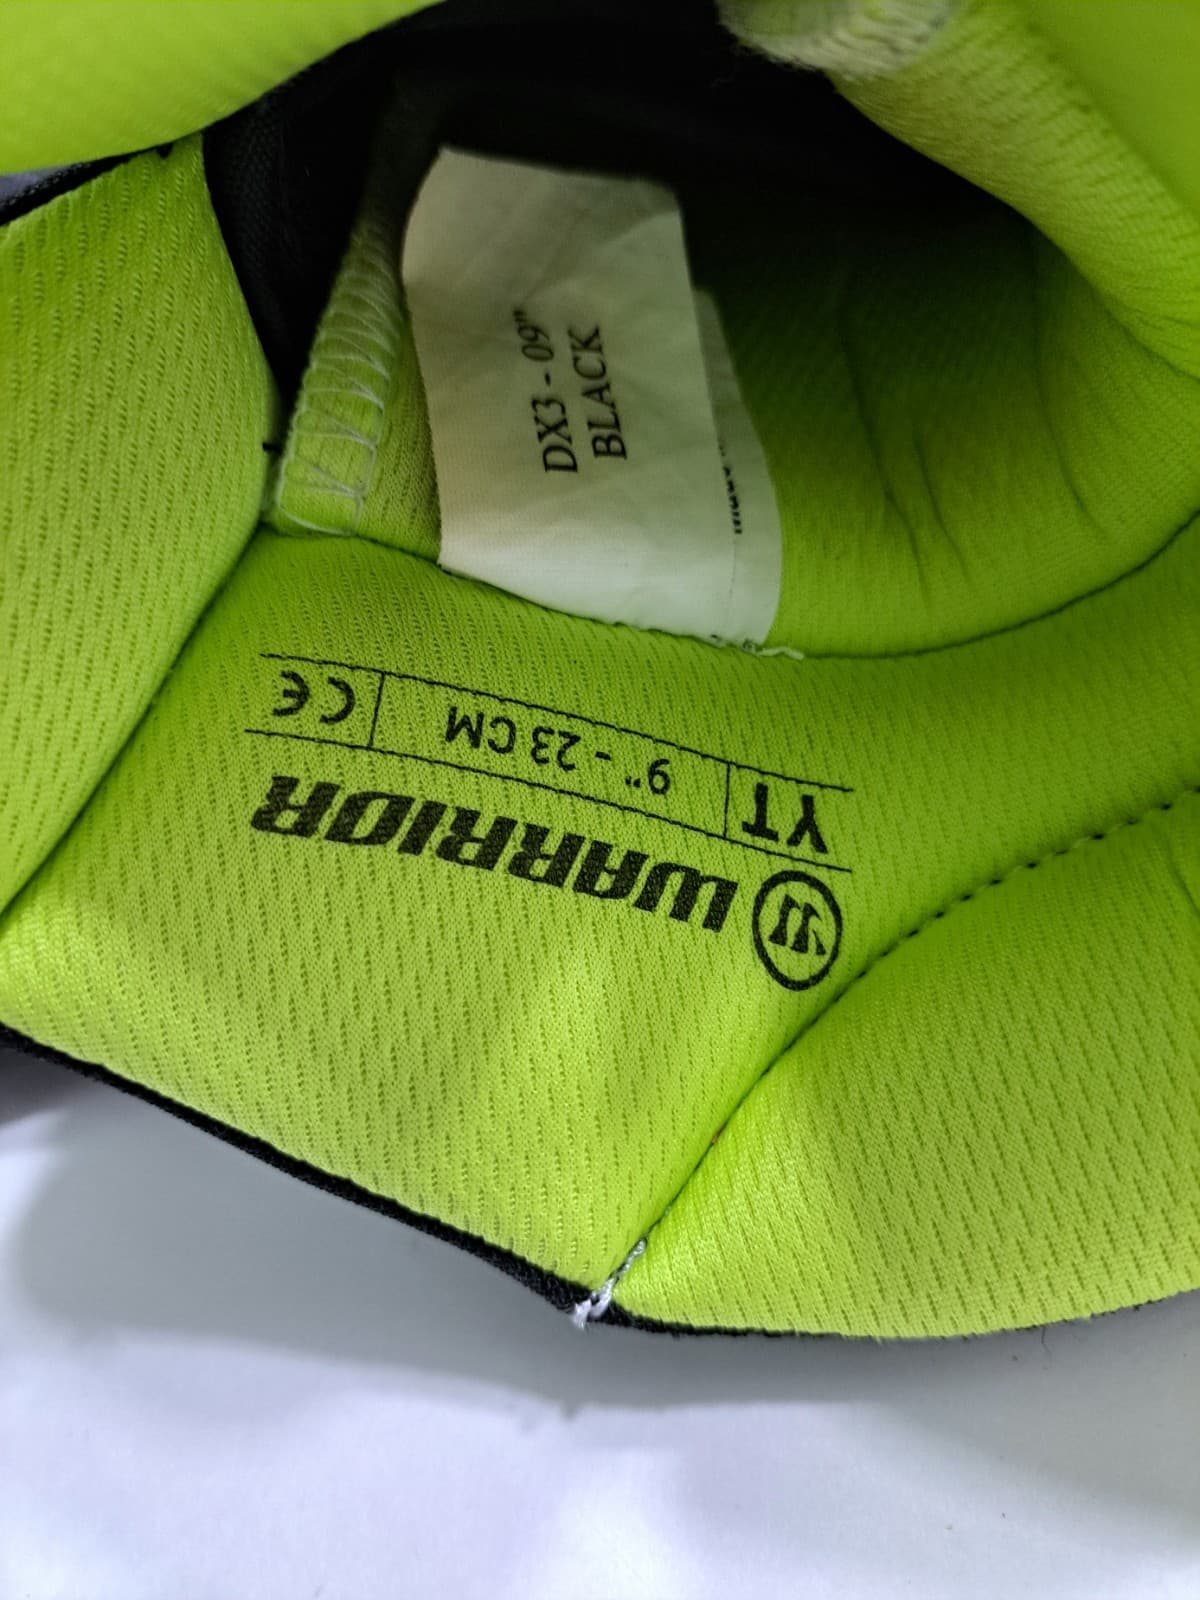 DX3 - 09"
BLACK
WARRIOR
YT 9" - 23 CM CE